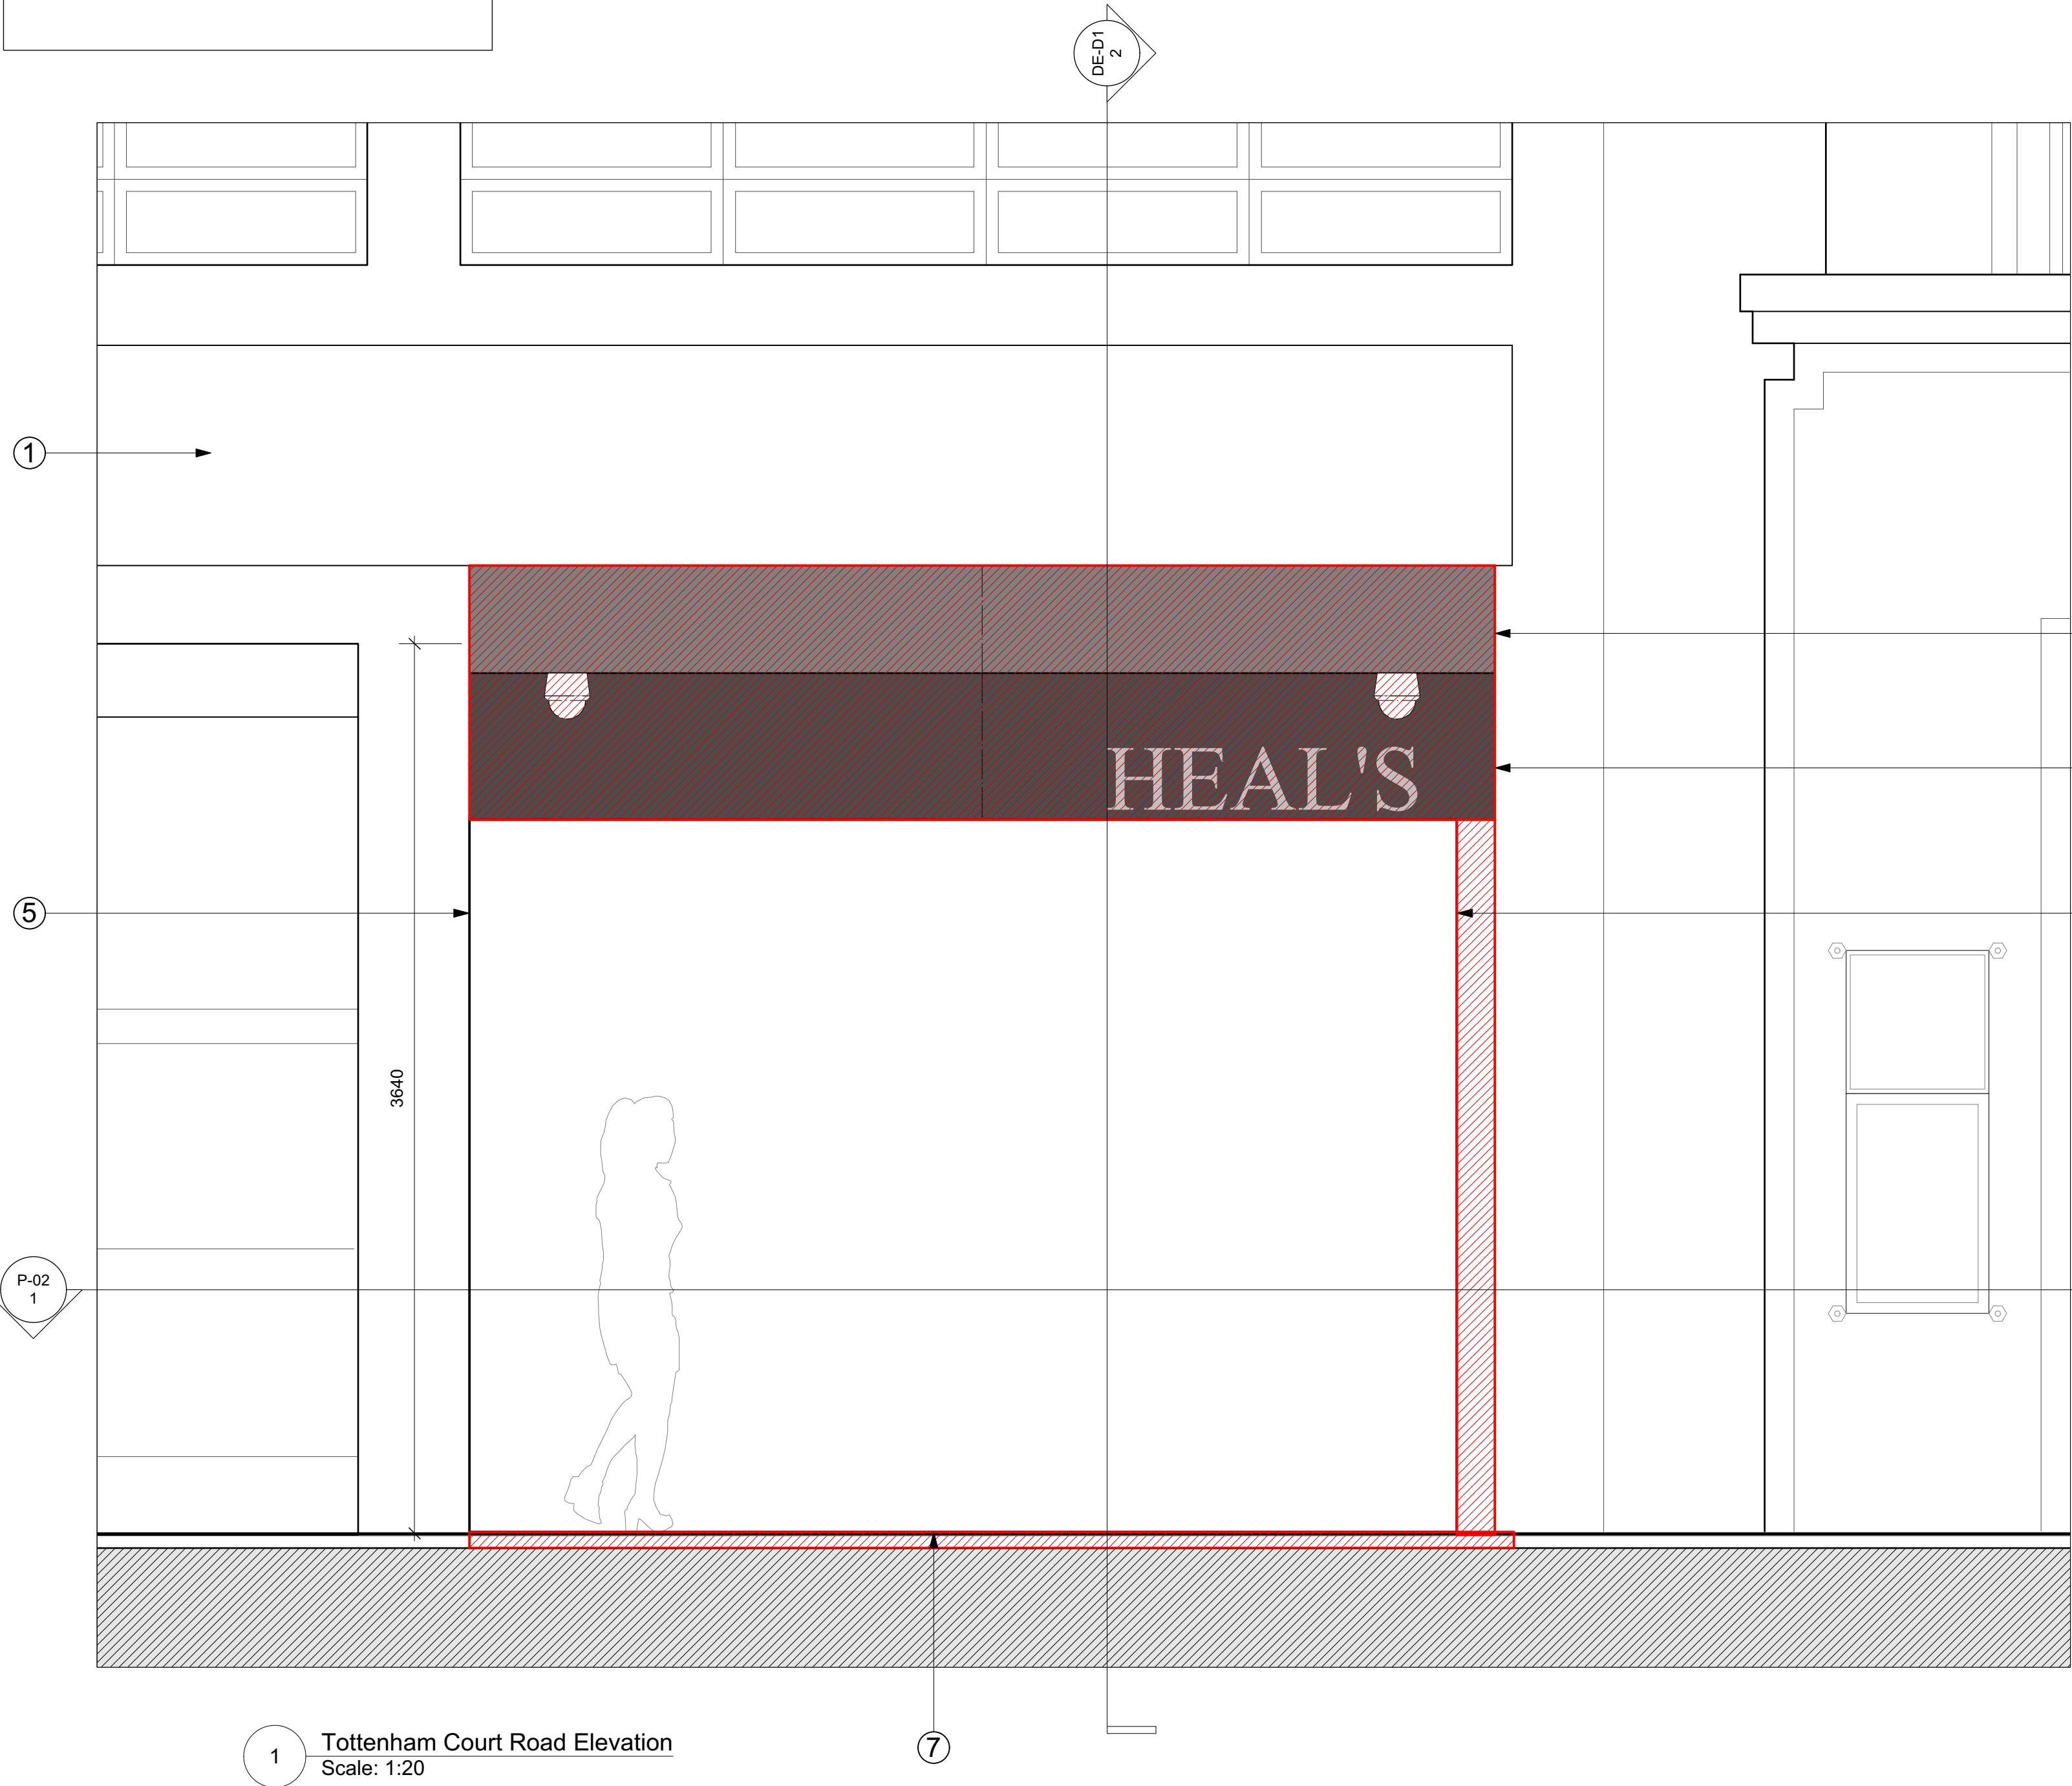 DE-D1
2
1
HEAL'S
5
3640
P-02
1
7
1
Tottenham Court Road Elevation
Scale: 1:20